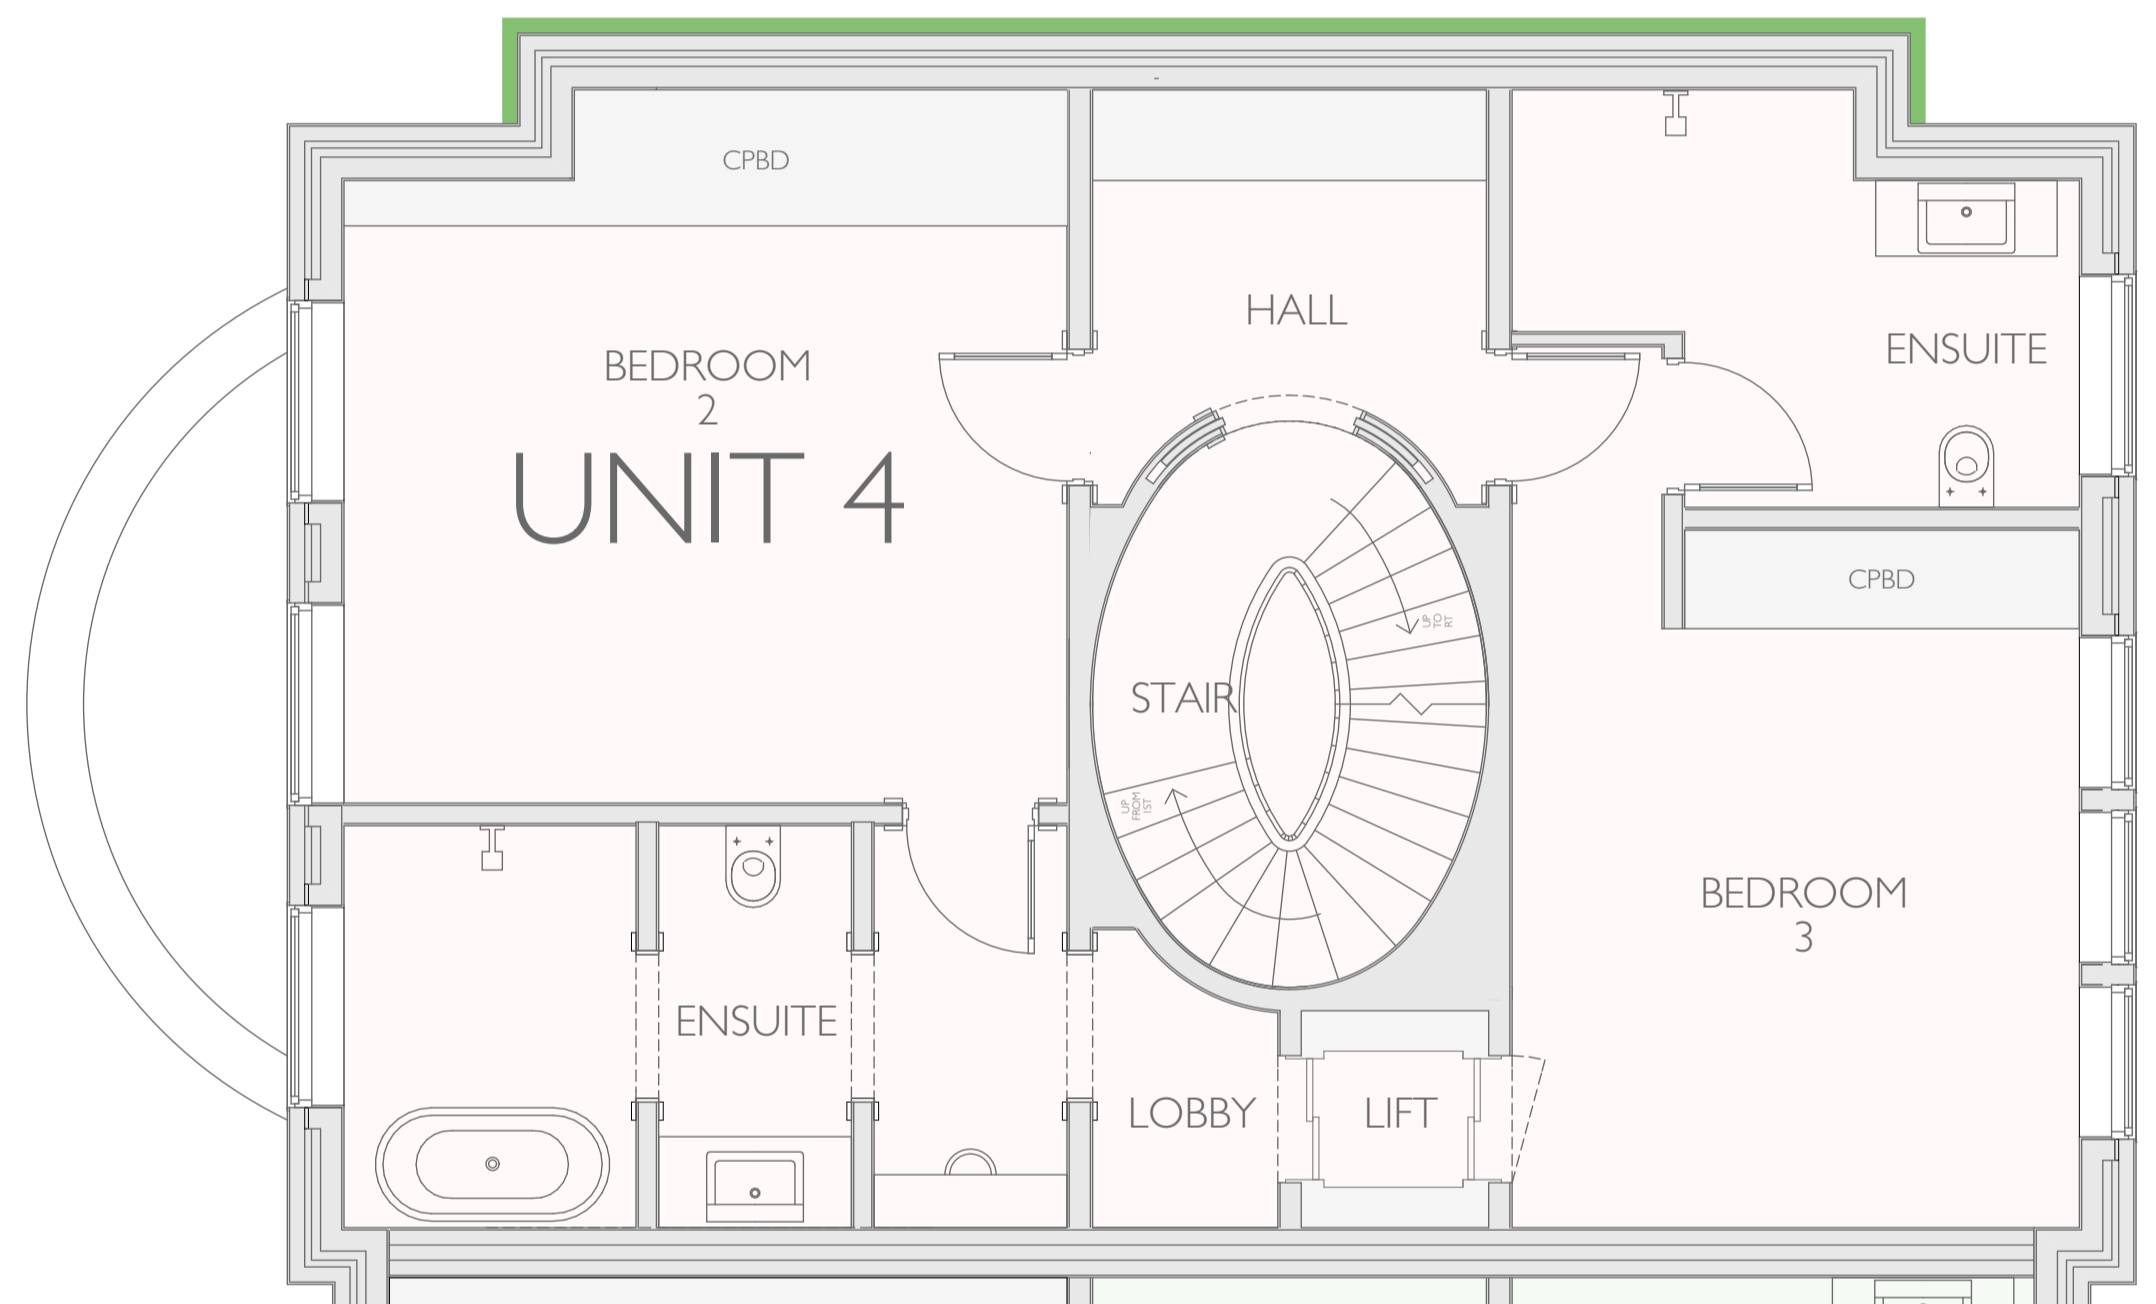 CPBD
HALL
ENSUITE
BEDROOM
2
UNIT 4
CPBD
UP
TO
RT
STAIR
UP
FROM
1ST
BEDROOM
3
ENSUITE
LOBBY
LIFT